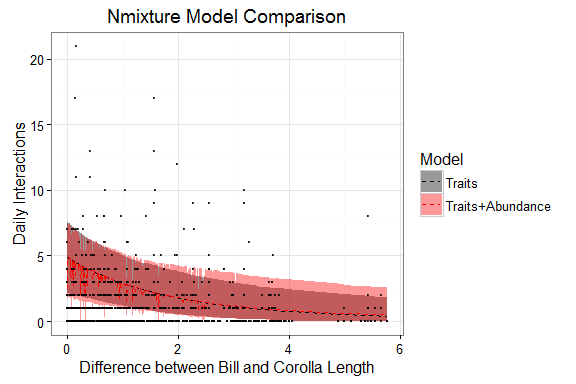 Nmixture Model Comparison
Daily Interactions
20
15
10
5
0
0 2 4 6
Difference between Bill and Corolla Length
Model
Traits
Traits+Abundance